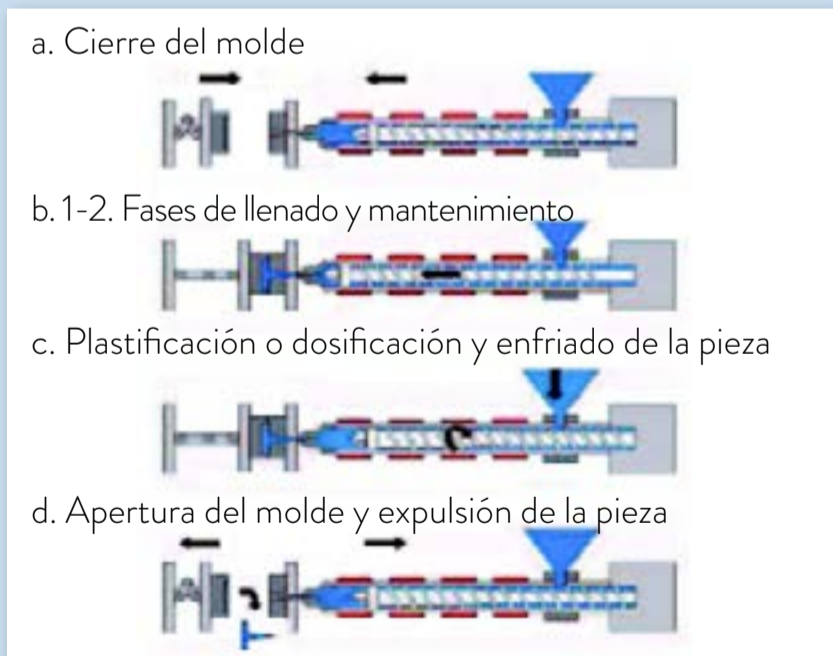 a. Cierre del molde
b. 1-2. Fases de llenado y mantenimiento
c. Plastificación o dosificación y enfriado de la pieza
d. Apertura del molde y expulsión de la pieza